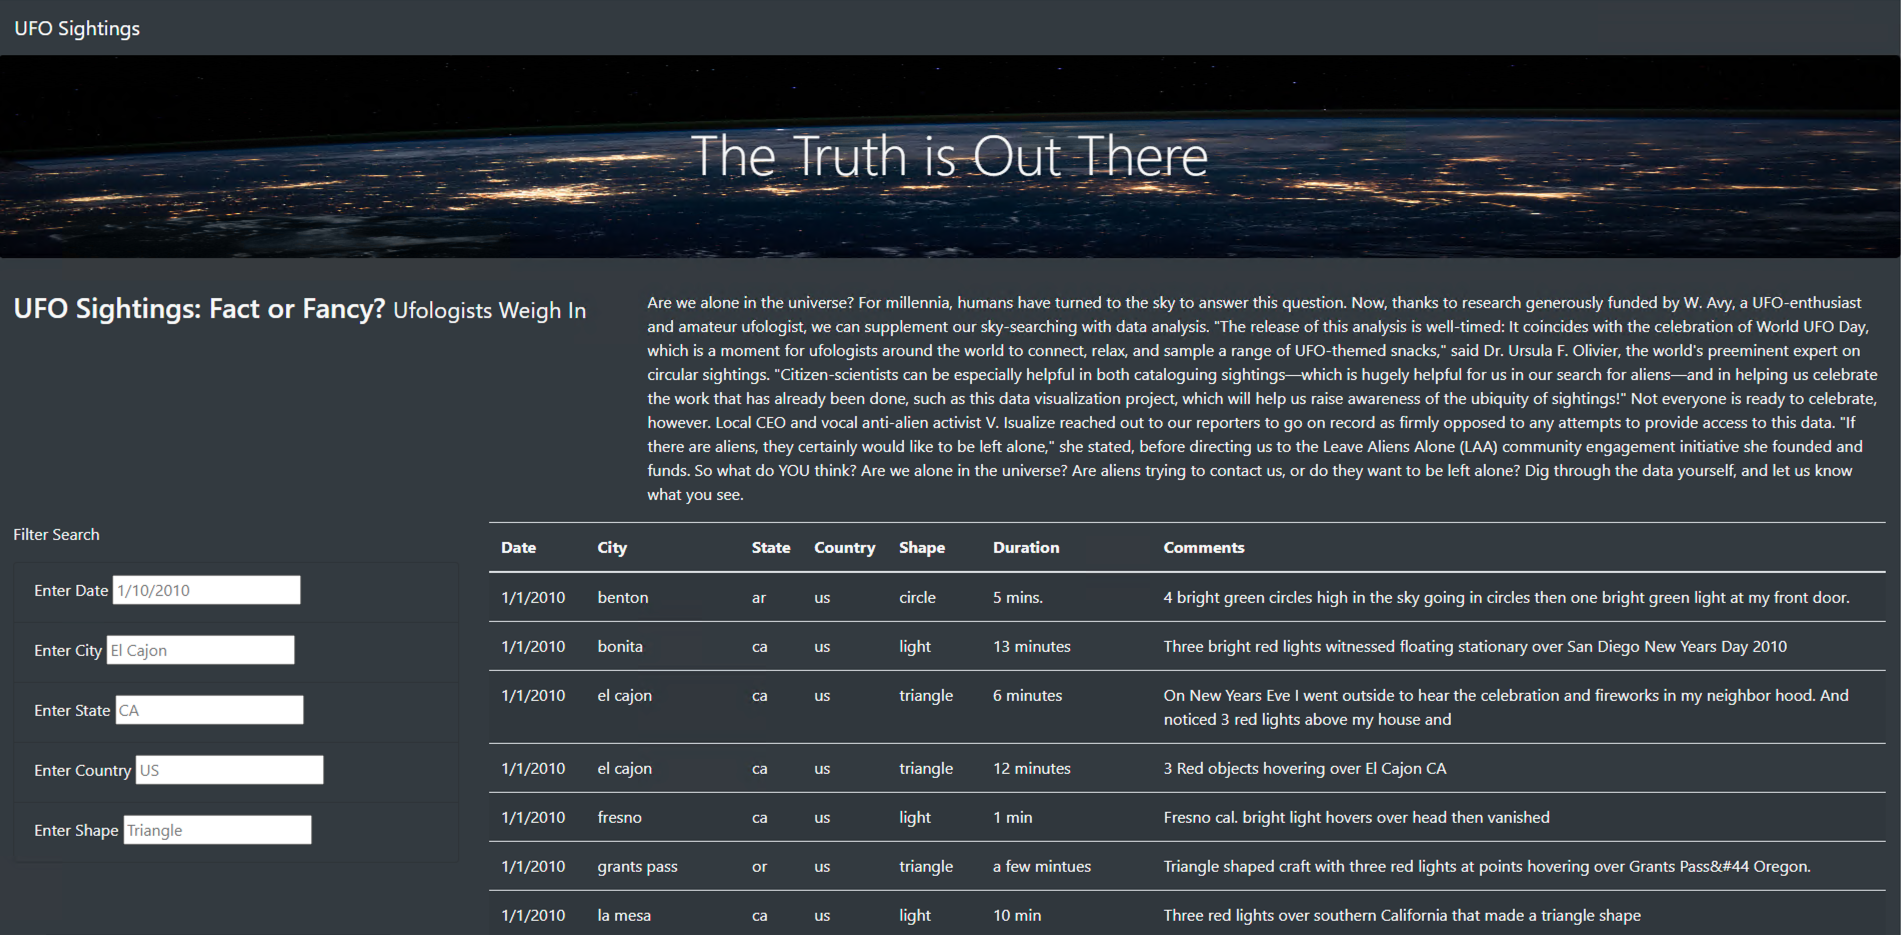 UFO Sightings
The Truth is Out There
UFO Sightings: Fact or Fancy? Ufologists Weigh In
Are we alone in the universe? For millennia, humans have turned to the sky to answer this question. Now, thanks to research generously funded by W. Avy, a UFO-enthusiast
and amateur ufologist, we can supplement our sky-searching with data analysis. "The release of this analysis is well-timed: It coincides with the celebration of World UFO Day,
which is a moment for ufologists around the world to connect, relax, and sample a range of UFO-themed snacks," said Dr. Ursula F. Olivier, the world's preeminent expert on
circular sightings. "Citizen-scientists can be especially helpful in both cataloguing sightings—which is hugely helpful for us in our search for aliens—and in helping us celebrate
the work that has already been done, such as this data visualization project, which will help us raise awareness of the ubiquity of sightings!" Not everyone is ready to celebrate,
however. Local CEO and vocal anti-alien activist V. Isualize reached out to our reporters to go on record as firmly opposed to any attempts to provide access to this data. "If
there are aliens, they certainly would like to be left alone," she stated, before directing us to the Leave Aliens Alone (LAA) community engagement initiative she founded and
funds. So what do YOU think? Are we alone in the universe? Are aliens trying to contact us, or do they want to be left alone? Dig through the data yourself, and let us know
what you see.
Filter Search
Enter Date 1/10/2010
Enter City El Cajon
Enter State CA
Enter Country US
Enter Shape Triangle
Date City State Country Shape Duration Comments
1/1/2010 benton ar us circle 5 mins. 4 bright green circles high in the sky going in circles then one bright green light at my front door.
1/1/2010 bonita ca us light 13 minutes Three bright red lights witnessed floating stationary over San Diego New Years Day 2010
1/1/2010 el cajon ca us triangle 6 minutes On New Years Eve I went outside to hear the celebration and fireworks in my neighbor hood. And
noticed 3 red lights above my house and
1/1/2010 el cajon ca us triangle 12 minutes 3 Red objects hovering over El Cajon CA
1/1/2010 fresno ca us light 1 min Fresno cal. bright light hovers over head then vanished
1/1/2010 grants pass or us triangle a few mintues Triangle shaped craft with three red lights at points hovering over Grants Pass&#44 Oregon.
1/1/2010 la mesa ca us light 10 min Three red lights over southern California that made a triangle shape